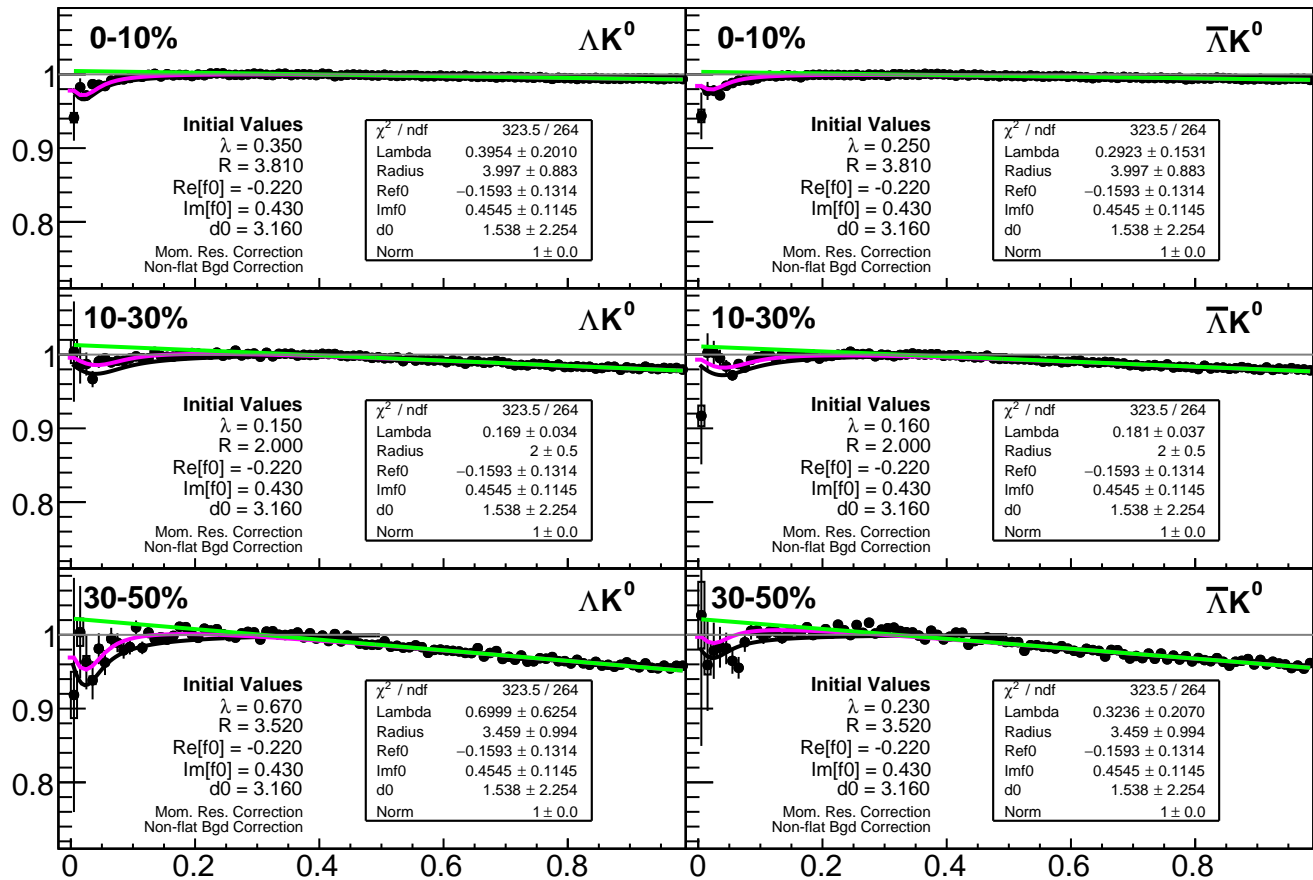 0-10% ΛK⁰
1
0.9
0.8
Initial Values
λ = 0.350
R = 3.810
Re[f0] = -0.220
Im[f0] = 0.430
d0 = 3.160
Mom. Res. Correction
Non-flat Bgd Correction
χ² / ndf 323.5 / 264
Lambda 0.3954 ± 0.2010
Radius 3.997 ± 0.883
Ref0 −0.1593 ± 0.1314
Imf0 0.4545 ± 0.1145
d0 1.538 ± 2.254
Norm 1 ± 0.0
0-10% Λ̅K⁰
Initial Values
λ = 0.250
R = 3.810
Re[f0] = -0.220
Im[f0] = 0.430
d0 = 3.160
Mom. Res. Correction
Non-flat Bgd Correction
χ² / ndf 323.5 / 264
Lambda 0.2923 ± 0.1531
Radius 3.997 ± 0.883
Ref0 −0.1593 ± 0.1314
Imf0 0.4545 ± 0.1145
d0 1.538 ± 2.254
Norm 1 ± 0.0
10-30% ΛK⁰
1
0.9
0.8
Initial Values
λ = 0.150
R = 2.000
Re[f0] = -0.220
Im[f0] = 0.430
d0 = 3.160
Mom. Res. Correction
Non-flat Bgd Correction
χ² / ndf 323.5 / 264
Lambda 0.169 ± 0.034
Radius 2 ± 0.5
Ref0 −0.1593 ± 0.1314
Imf0 0.4545 ± 0.1145
d0 1.538 ± 2.254
Norm 1 ± 0.0
10-30% Λ̅K⁰
Initial Values
λ = 0.160
R = 2.000
Re[f0] = -0.220
Im[f0] = 0.430
d0 = 3.160
Mom. Res. Correction
Non-flat Bgd Correction
χ² / ndf 323.5 / 264
Lambda 0.181 ± 0.037
Radius 2 ± 0.5
Ref0 −0.1593 ± 0.1314
Imf0 0.4545 ± 0.1145
d0 1.538 ± 2.254
Norm 1 ± 0.0
30-50% ΛK⁰
1
0.9
0.8
Initial Values
λ = 0.670
R = 3.520
Re[f0] = -0.220
Im[f0] = 0.430
d0 = 3.160
Mom. Res. Correction
Non-flat Bgd Correction
χ² / ndf 323.5 / 264
Lambda 0.6999 ± 0.6254
Radius 3.459 ± 0.994
Ref0 −0.1593 ± 0.1314
Imf0 0.4545 ± 0.1145
d0 1.538 ± 2.254
Norm 1 ± 0.0
30-50% Λ̅K⁰
Initial Values
λ = 0.230
R = 3.520
Re[f0] = -0.220
Im[f0] = 0.430
d0 = 3.160
Mom. Res. Correction
Non-flat Bgd Correction
χ² / ndf 323.5 / 264
Lambda 0.3236 ± 0.2070
Radius 3.459 ± 0.994
Ref0 −0.1593 ± 0.1314
Imf0 0.4545 ± 0.1145
d0 1.538 ± 2.254
Norm 1 ± 0.0
0 0.2 0.4 0.6 0.8 0 0.2 0.4 0.6 0.8